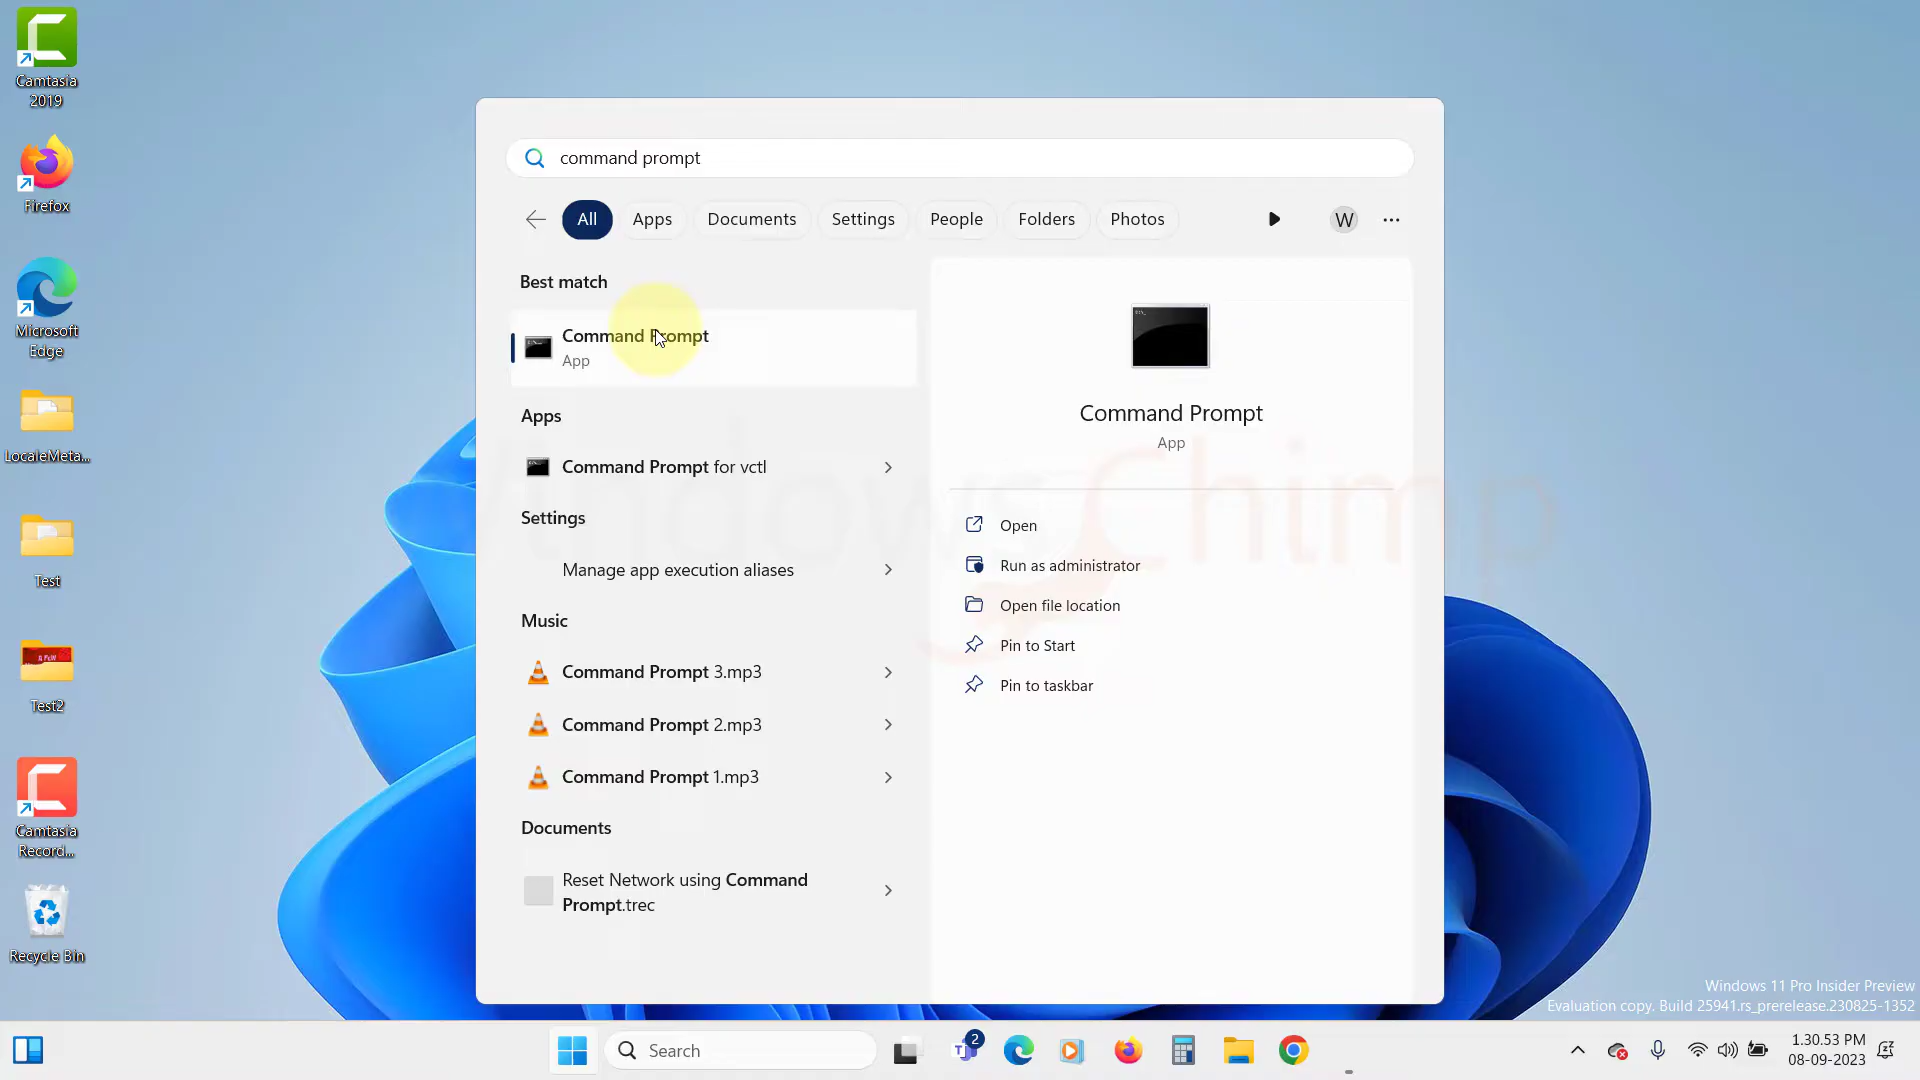 Camtasia
2019
Firefox
Microsoft
Edge
LocaleMeta...
Test
Test2
Camtasia
Record...
Recycle Bin
command prompt
All
Apps
Documents
Settings
People
Folders
Photos
W
Best match
Command Prompt
App
Apps
Command Prompt for vctl
Settings
Manage app execution aliases
Music
Command Prompt 3.mp3
Command Prompt 2.mp3
Command Prompt 1.mp3
Documents
Reset Network using Command
Prompt.trec
Command Prompt
App
Open
Run as administrator
Open file location
Pin to Start
Pin to taskbar
Windows Chimp
Windows 11 Pro Insider Preview
Evaluation copy. Build 25941.rs_prerelease.230825-1352
Search
2
1.30.53 PM
08-09-2023